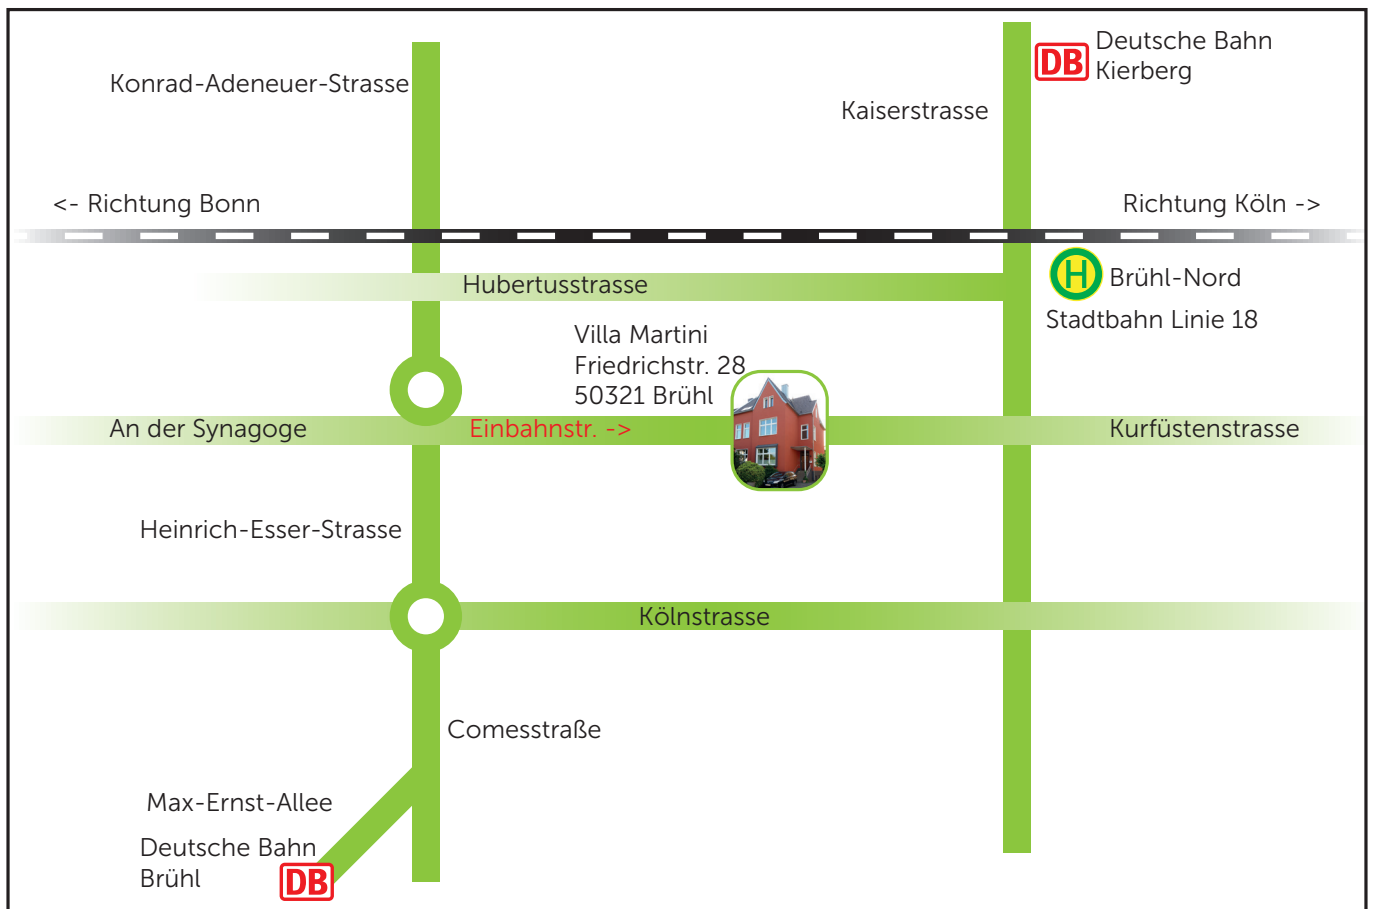 Deutsche Bahn
Kierberg
DB
Konrad-Adeneuer-Strasse
Kaiserstrasse
<- Richtung Bonn
Richtung Köln ->
Hubertusstrasse
H
Brühl-Nord
Stadtbahn Linie 18
Villa Martini
Friedrichstr. 28
50321 Brühl
An der Synagoge
Einbahnstr. ->
Kurfüstenstrasse
Heinrich-Esser-Strasse
Kölnstrasse
Comesstraße
Max-Ernst-Allee
Deutsche Bahn
Brühl
DB